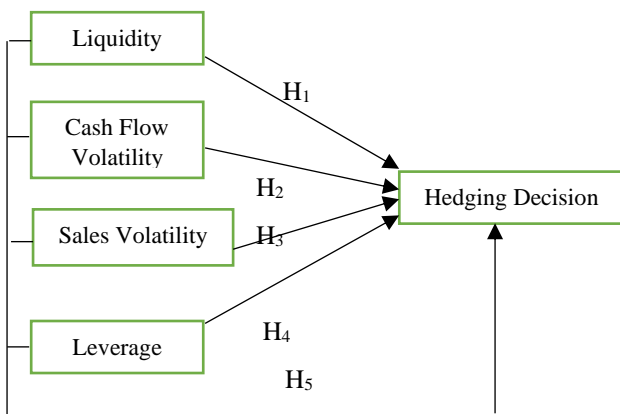 Liquidity
H1
Cash Flow
Volatility
H2
Hedging Decision
Sales Volatility
H3
Leverage
H4
H5